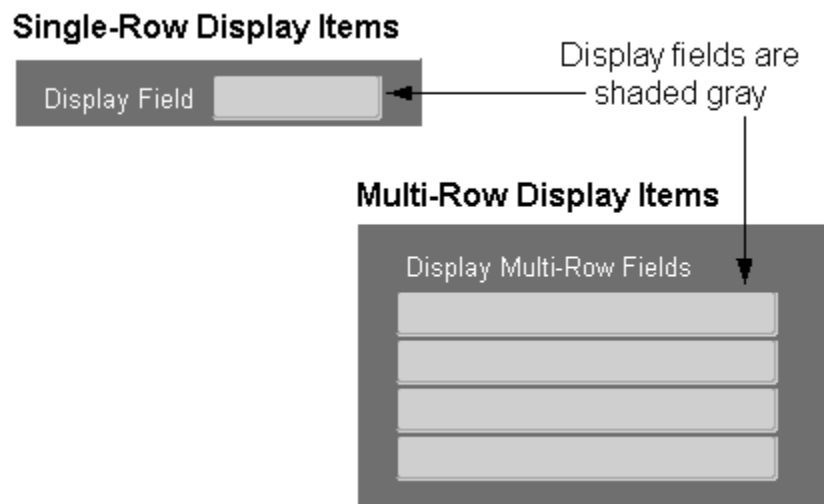 Single-Row Display Items
Display Field
Display fields are
shaded gray
Multi-Row Display Items
Display Multi-Row Fields